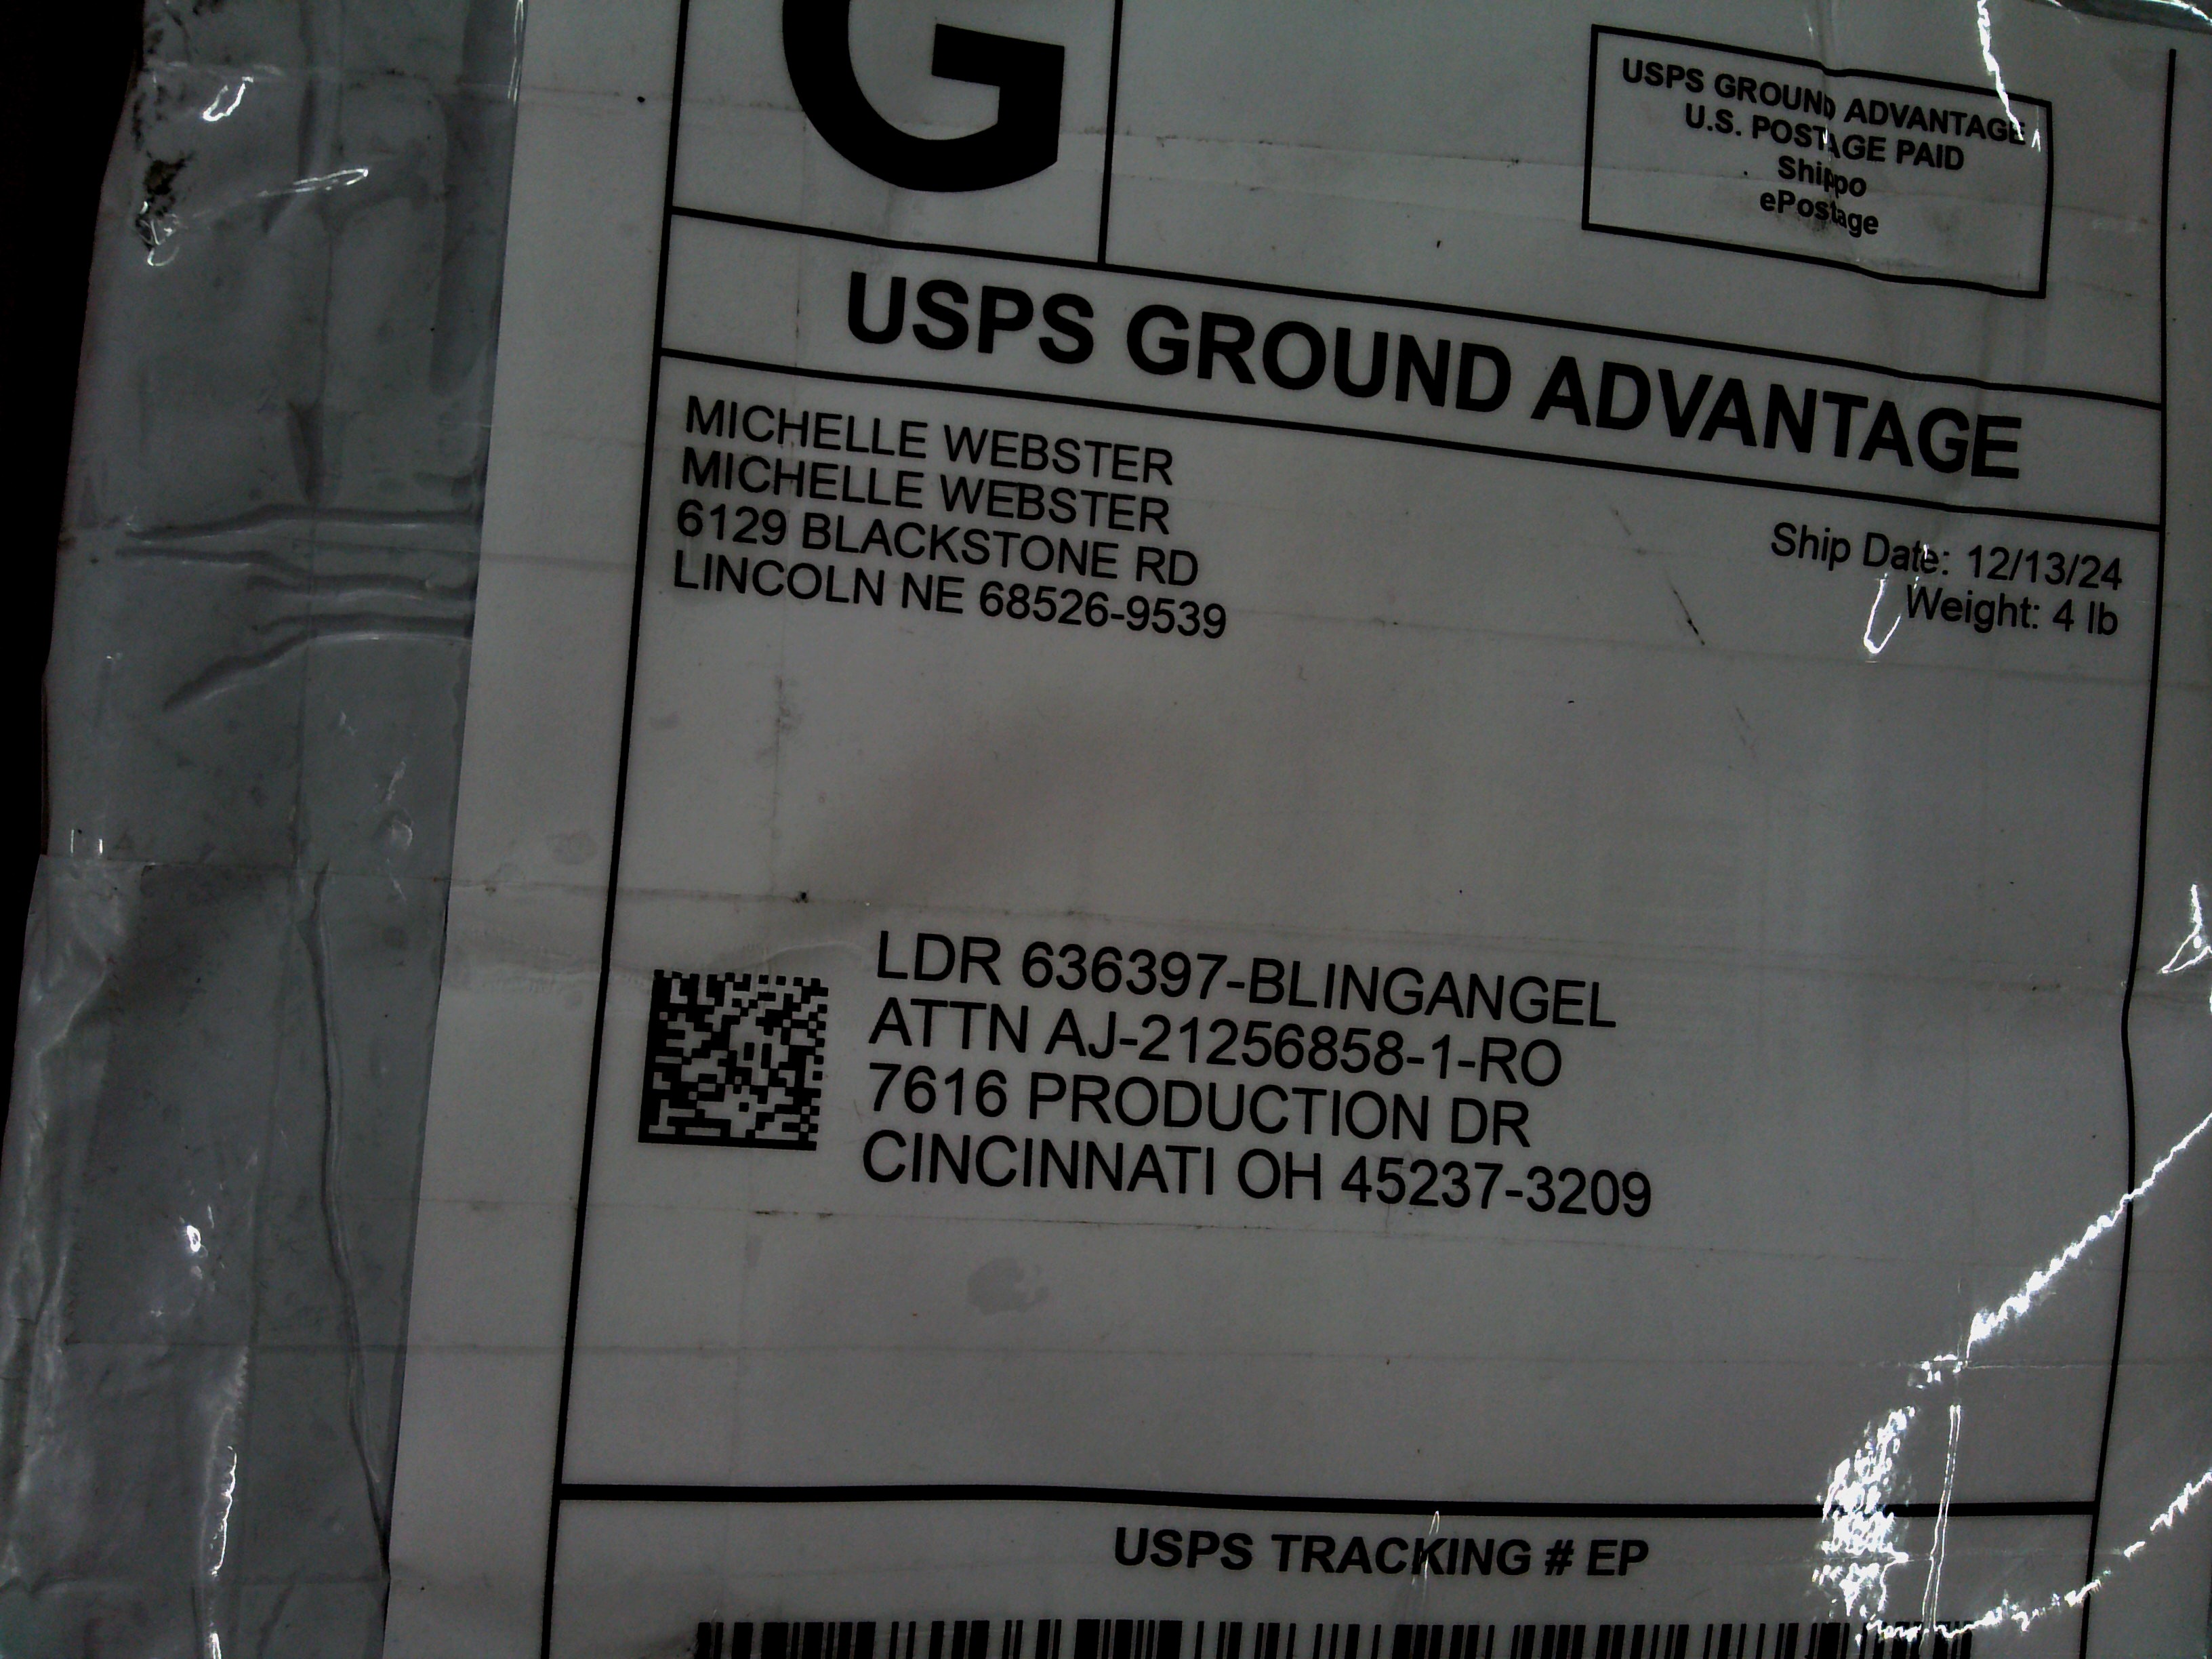 G
USPS GROUND ADVANTAGE
U.S. POSTAGE PAID
Shippo
ePostage
USPS GROUND ADVANTAGE
MICHELLE WEBSTER
MICHELLE WEBSTER
6129 BLACKSTONE RD
LINCOLN NE 68526-9539
Ship Date: 12/13/24
Weight: 4 lb
LDR 636397-BLINGANGEL
ATTN AJ-21256858-1-RO
7616 PRODUCTION DR
CINCINNATI OH 45237-3209
USPS TRACKING # EP